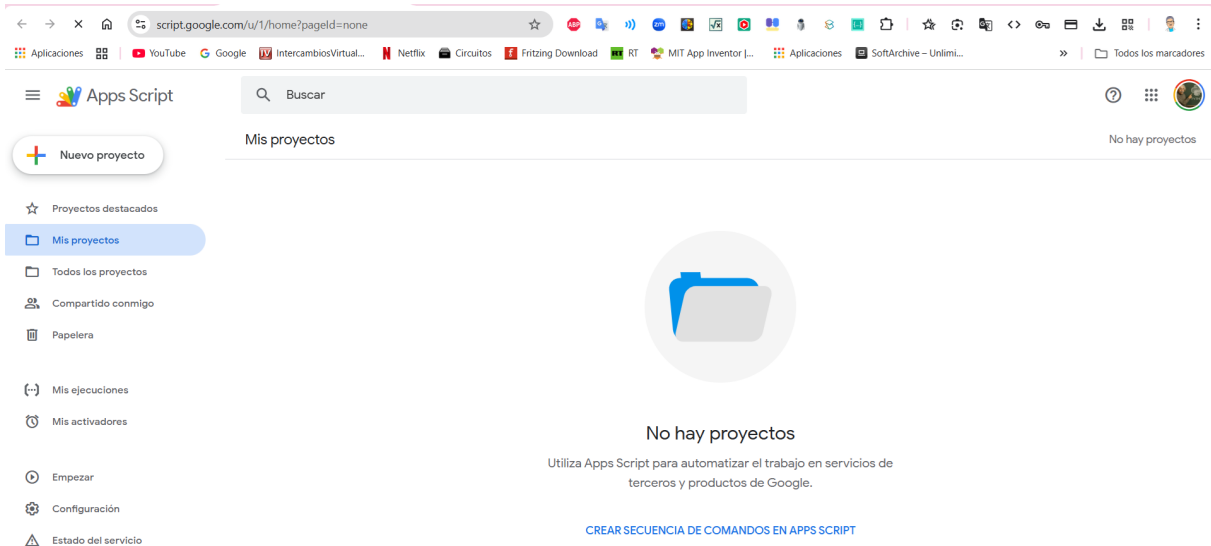 script.google.com/u/1/home?pageId=none
Aplicaciones YouTube Google IntercambiosVirtual... Netflix Circuitos Fritzing Download RT RT MIT App Inventor |... Aplicaciones SoftArchive – Unlimi... » Todos los marcadores
Apps Script
Buscar
Nuevo proyecto
Mis proyectos
No hay proyectos
Proyectos destacados
Mis proyectos
Todos los proyectos
Compartido conmigo
Papelera
Mis ejecuciones
Mis activadores
Empezar
Configuración
Estado del servicio
No hay proyectos
Utiliza Apps Script para automatizar el trabajo en servicios de
terceros y productos de Google.
CREAR SECUENCIA DE COMANDOS EN APPS SCRIPT